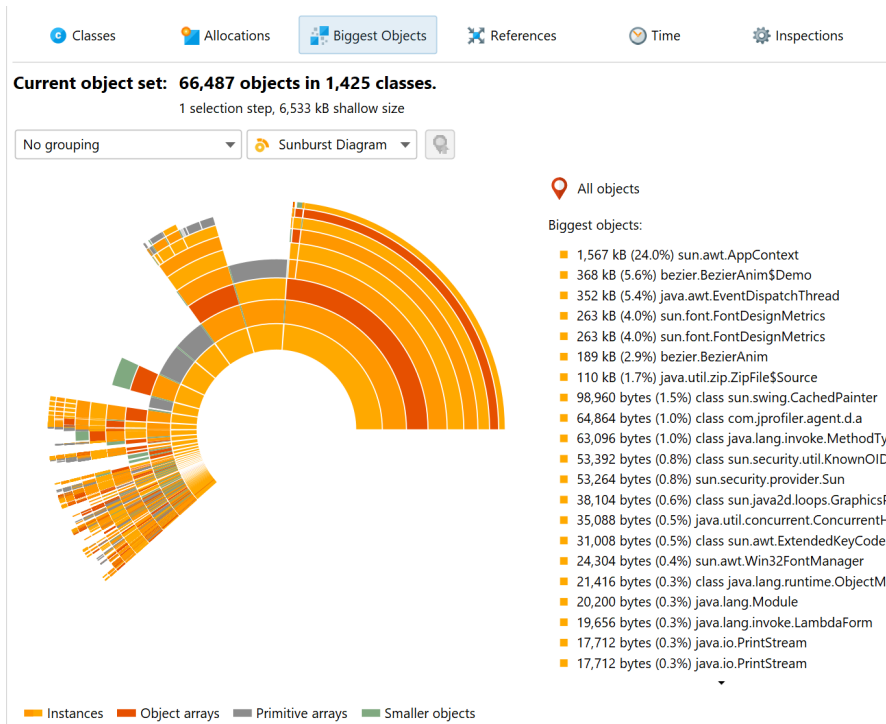 Classes Allocations Biggest Objects References Time Inspections
Current object set: 66,487 objects in 1,425 classes.
1 selection step, 6,533 kB shallow size
No grouping Sunburst Diagram
All objects
Biggest objects:
1,567 kB (24.0%) sun.awt.AppContext
368 kB (5.6%) bezier.BezierAnim$Demo
352 kB (5.4%) java.awt.EventDispatchThread
263 kB (4.0%) sun.font.FontDesignMetrics
263 kB (4.0%) sun.font.FontDesignMetrics
189 kB (2.9%) bezier.BezierAnim
110 kB (1.7%) java.util.zip.ZipFile$Source
98,960 bytes (1.5%) class sun.swing.CachedPainter
64,864 bytes (1.0%) class com.jprofiler.agent.d.a
63,096 bytes (1.0%) class java.lang.invoke.MethodTy
53,392 bytes (0.8%) class sun.security.util.KnownOID
53,264 bytes (0.8%) sun.security.provider.Sun
38,104 bytes (0.6%) class sun.java2d.loops.GraphicsP
35,088 bytes (0.5%) java.util.concurrent.ConcurrentH
31,008 bytes (0.5%) class sun.awt.ExtendedKeyCode
24,304 bytes (0.4%) sun.awt.Win32FontManager
21,416 bytes (0.3%) class java.lang.runtime.ObjectM
20,200 bytes (0.3%) java.lang.Module
19,656 bytes (0.3%) java.lang.invoke.LambdaForm
17,712 bytes (0.3%) java.io.PrintStream
17,712 bytes (0.3%) java.io.PrintStream
Instances Object arrays Primitive arrays Smaller objects